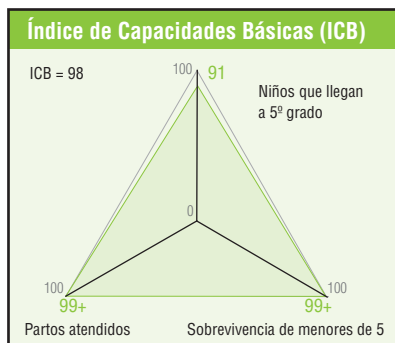 Índice de Capacidades Básicas (ICB)
ICB = 98
100
91
Niños que llegan
a 5º grado
0
100
99+
100
99+
Partos atendidos
Sobrevivencia de menores de 5